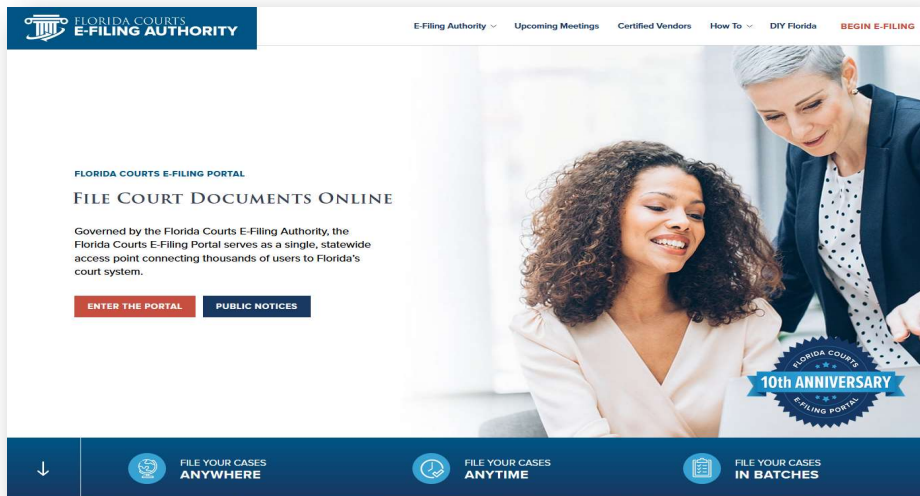 FLORIDA COURTS
E-FILING AUTHORITY
E-Filing Authority
Upcoming Meetings
Certified Vendors
How To
DIY Florida
BEGIN E-FILING
FLORIDA COURTS E-FILING PORTAL
FILE COURT DOCUMENTS ONLINE
Governed by the Florida Courts E-Filing Authority, the
Florida Courts E-Filing Portal serves as a single, statewide
access point connecting thousands of users to Florida's
court system.
ENTER THE PORTAL
PUBLIC NOTICES
FLORIDA COURTS
10th ANNIVERSARY
E-FILING PORTAL
FILE YOUR CASES
ANYWHERE
FILE YOUR CASES
ANYTIME
FILE YOUR CASES
IN BATCHES